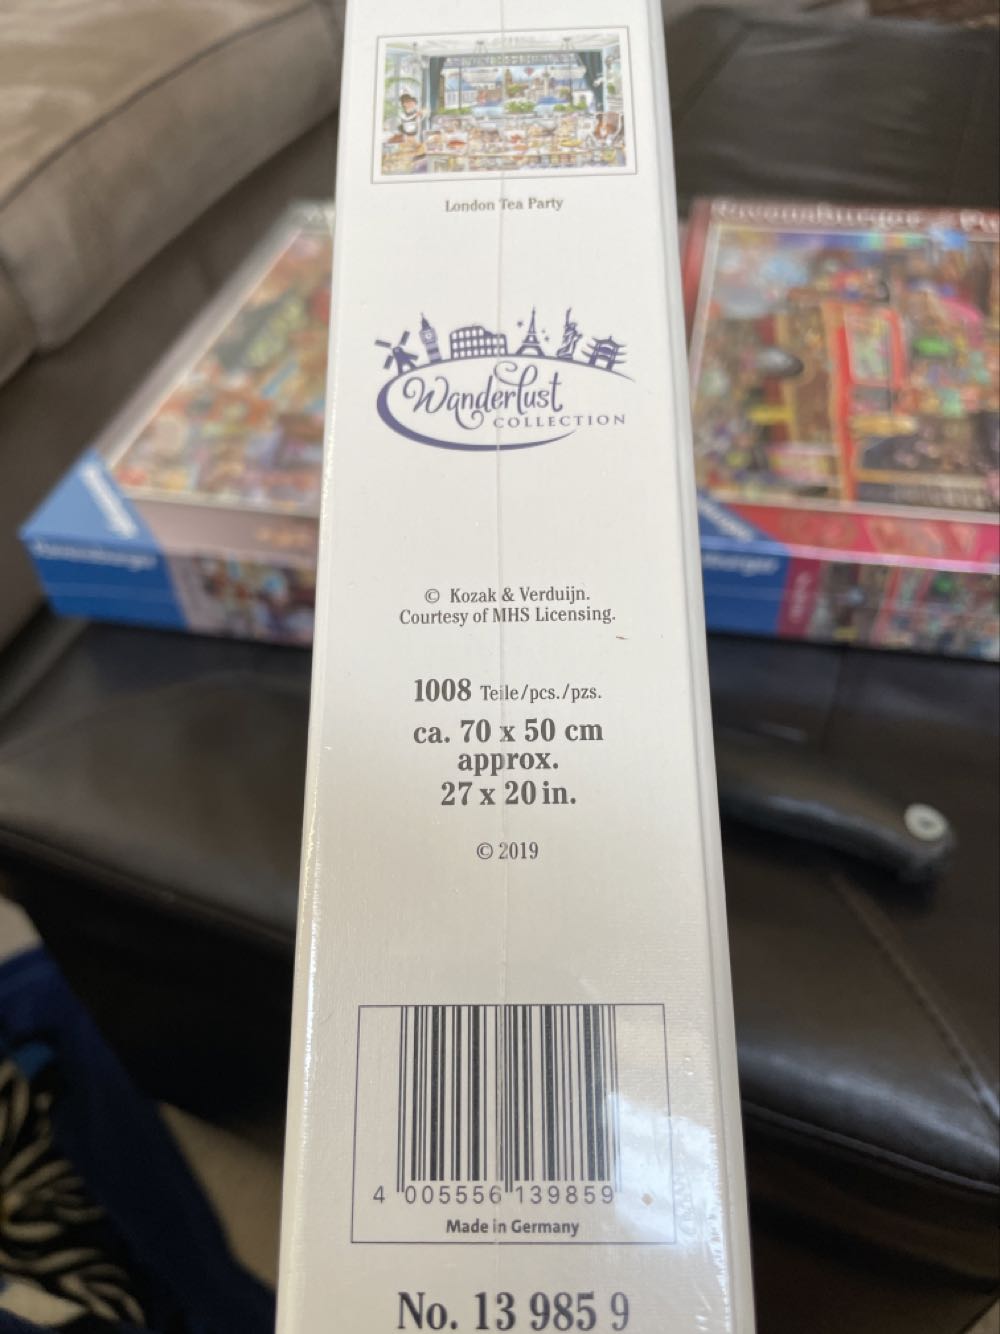 London Tea Party
Wanderlust
COLLECTION
© Kozak & Verduijn.
Courtesy of MHS Licensing.
1008 Teile/pcs./pzs.
ca. 70 x 50 cm
approx.
27 x 20 in.
© 2019
4 005556 139859
Made in Germany
No. 13 985 9
Ravensburger